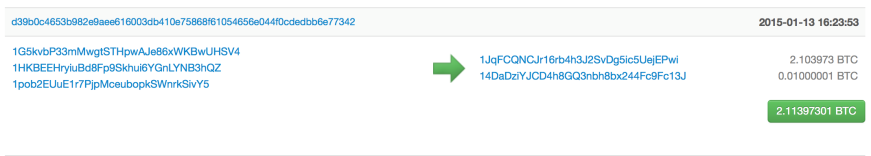 d39b0c4653b982e9aee616003db410e75868f61054656e044f0cdedbb6e77342 2015-01-13 16:23:53
1G5kvbP33mMwgtSTHpwAJe86xWKBwUHSV4
1HKBEEHryiuBd8Fp9Skhui6YGnLYNB3hQZ
1pob2EUuE1r7PjpMceubopkSWnrkSivY5
1JqFCQNCJr16rb4h3J2SvDg5ic5UejEPwi 2.103973 BTC
14DaDziYJCD4h8GQ3nbh8bx244Fc9Fc13J 0.01000001 BTC
2.11397301 BTC